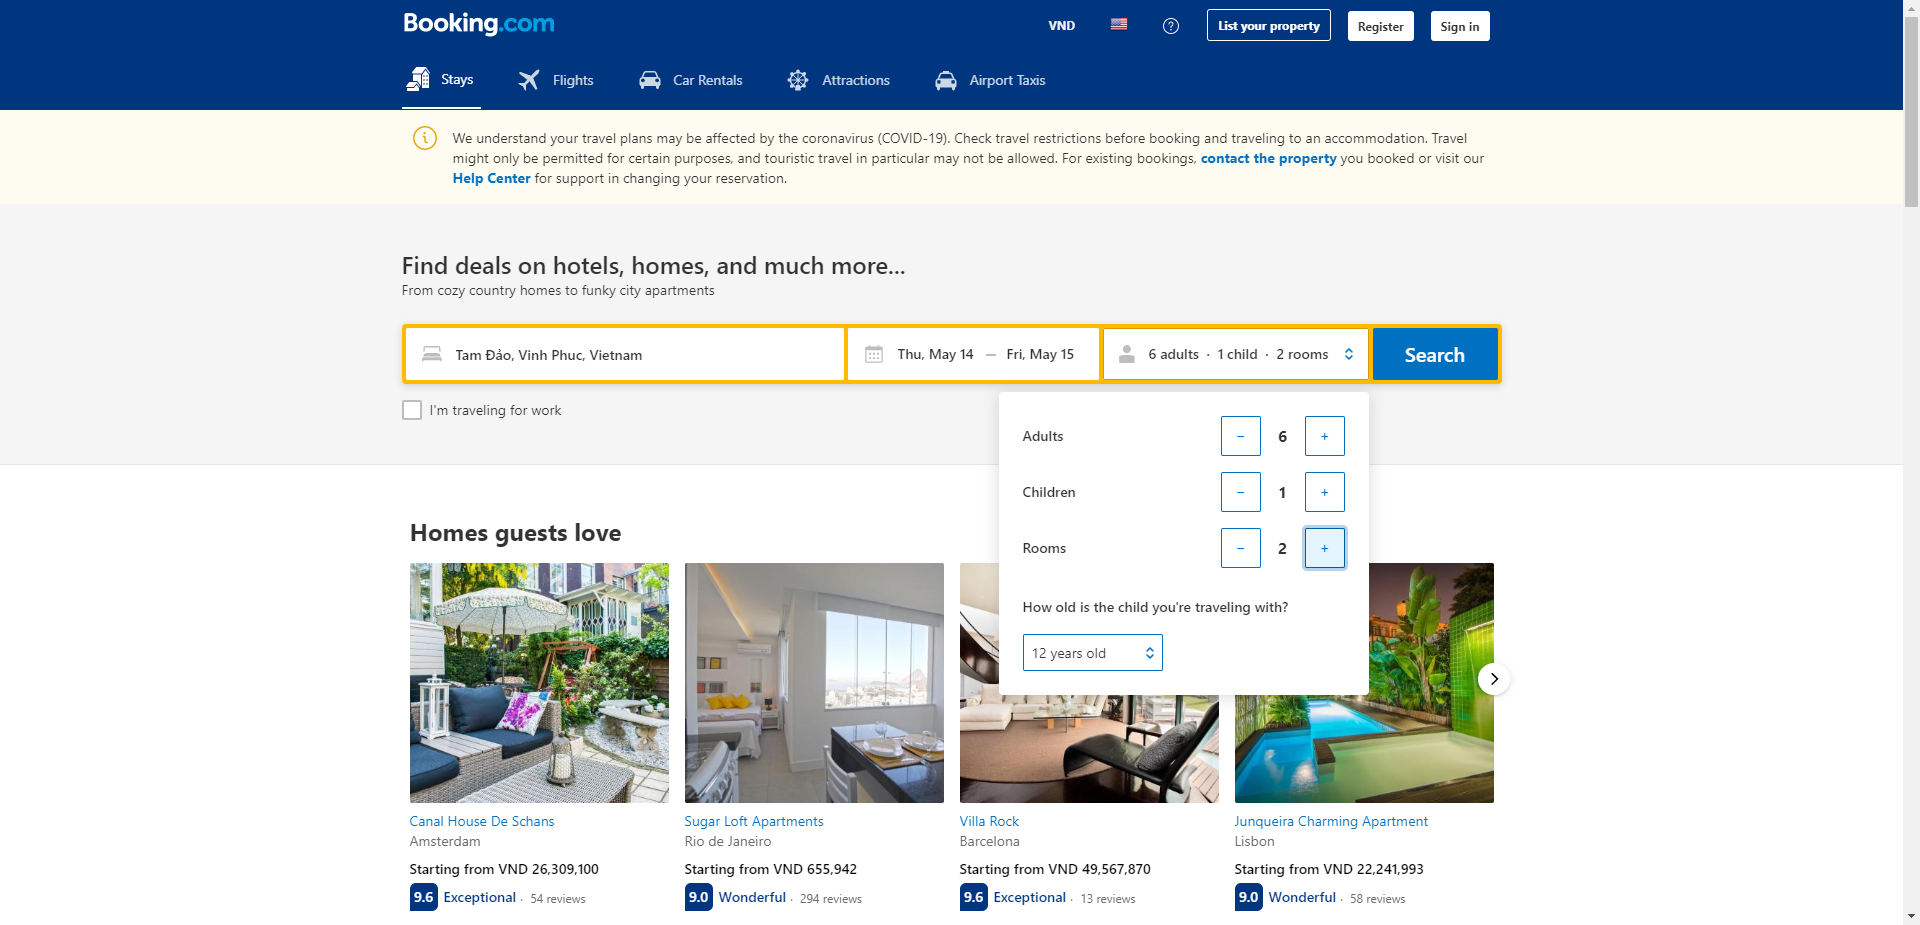 Booking.com
VND
List your property
Register
Sign in
Stays
Flights
Car Rentals
Attractions
Airport Taxis
We understand your travel plans may be affected by the coronavirus (COVID-19). Check travel restrictions before booking and traveling to an accommodation. Travel
might only be permitted for certain purposes, and touristic travel in particular may not be allowed. For existing bookings, contact the property you booked or visit our
Help Center for support in changing your reservation.
Find deals on hotels, homes, and much more...
From cozy country homes to funky city apartments
Tam Đảo, Vinh Phuc, Vietnam
Thu, May 14 — Fri, May 15
6 adults · 1 child · 2 rooms
Search
I'm traveling for work
Adults − 6 +
Children − 1 +
Rooms − 2 +
How old is the child you're traveling with?
12 years old
Homes guests love
Canal House De Schans
Amsterdam
Starting from VND 26,309,100
9.6 Exceptional · 54 reviews
Sugar Loft Apartments
Rio de Janeiro
Starting from VND 655,942
9.0 Wonderful · 294 reviews
Villa Rock
Barcelona
Starting from VND 49,567,870
9.6 Exceptional · 13 reviews
Junqueira Charming Apartment
Lisbon
Starting from VND 22,241,993
9.0 Wonderful · 58 reviews